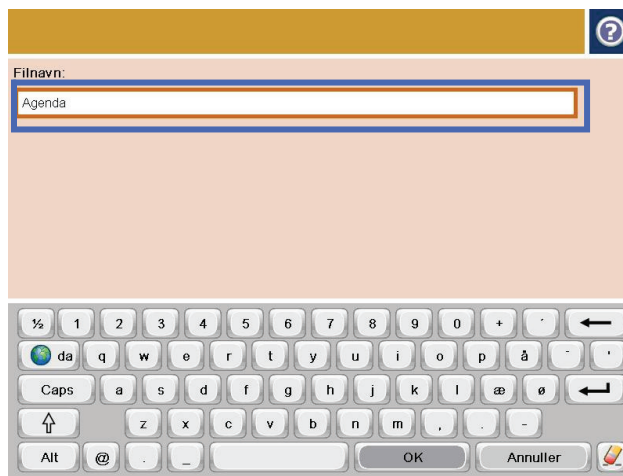 ?
Filnavn:
Agenda
½ 1 2 3 4 5 6 7 8 9 0 + ´
da q w e r t y u i o p å ¨ '
Caps a s d f g h j k l æ ø
z x c v b n m , . -
Alt @ . _ OK Annuller